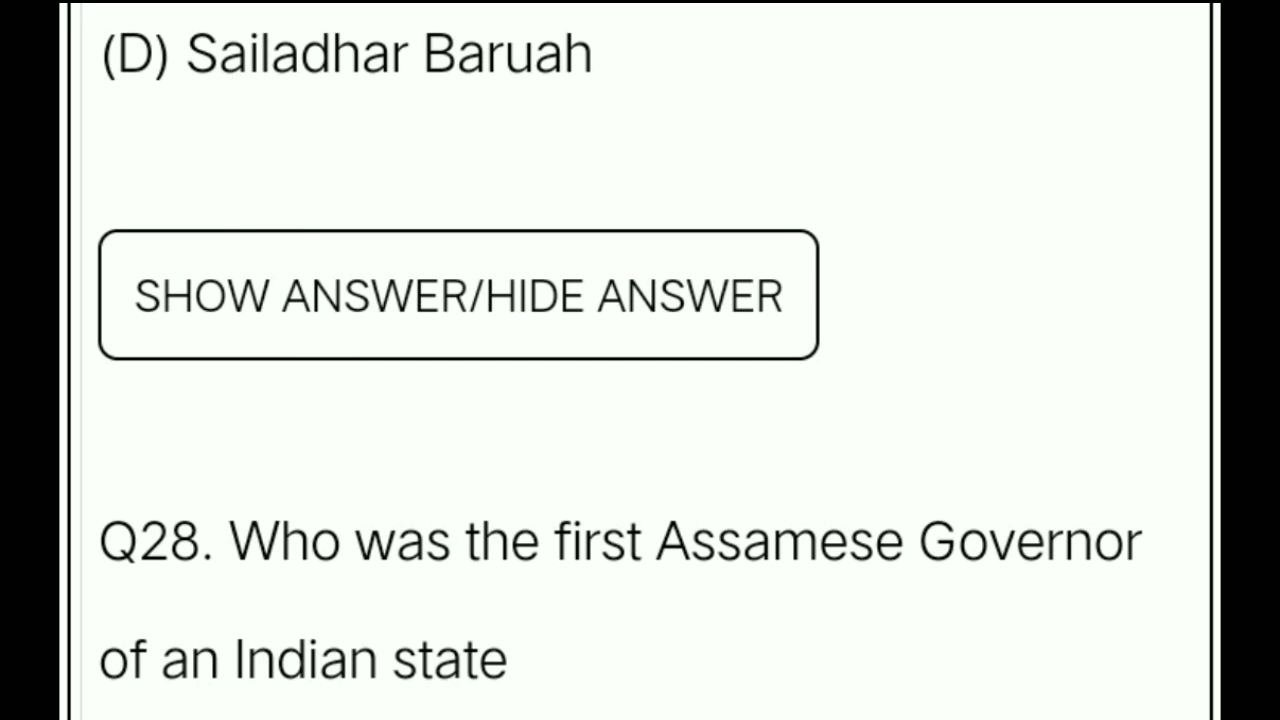 (D) Sailadhar Baruah
SHOW ANSWER/HIDE ANSWER
Q28. Who was the first Assamese Governor
of an Indian state